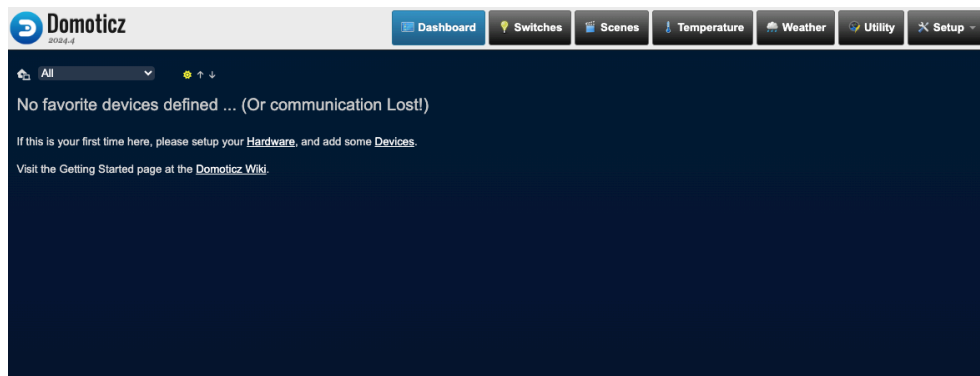 Domoticz
2024.4
Dashboard
Switches
Scenes
Temperature
Weather
Utility
Setup
All
No favorite devices defined ... (Or communication Lost!)
If this is your first time here, please setup your Hardware, and add some Devices.
Visit the Getting Started page at the Domoticz Wiki.